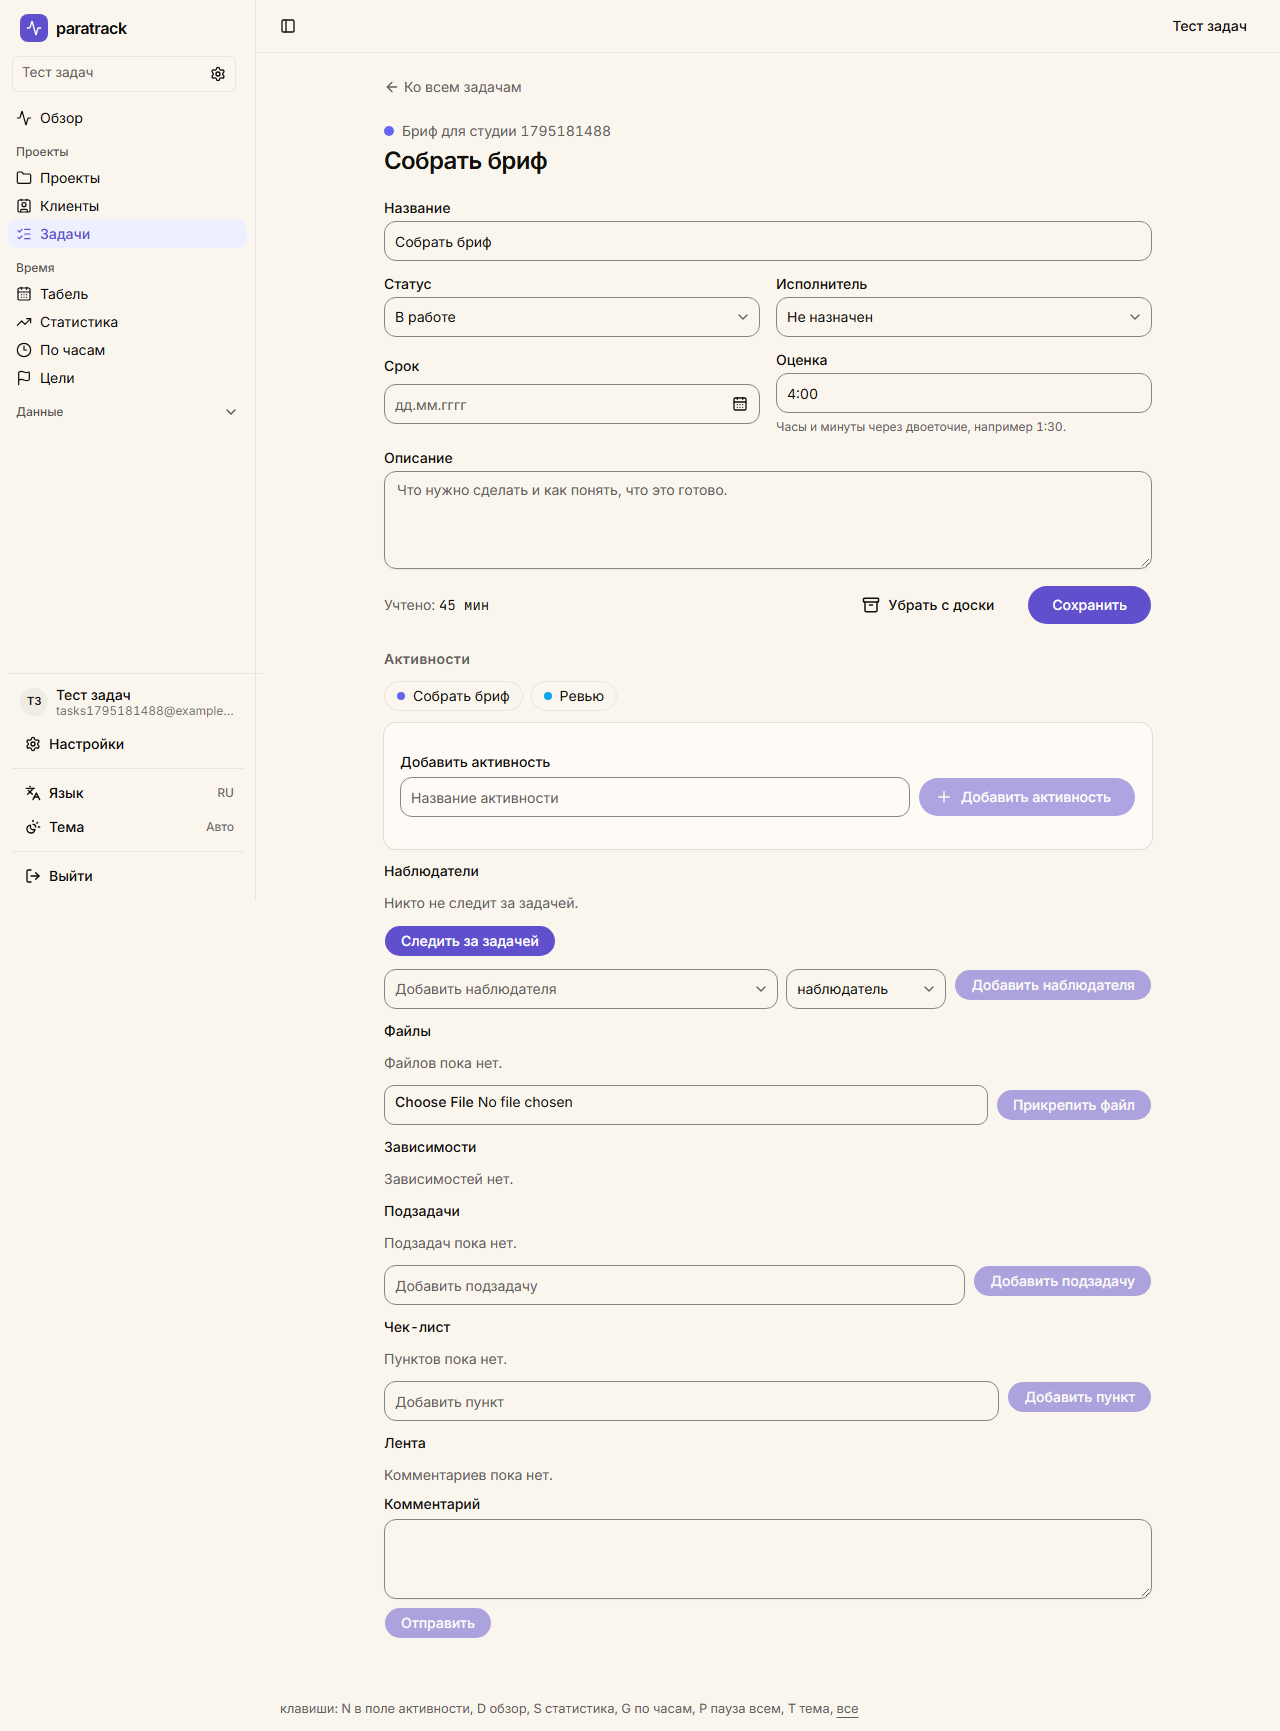 paratrack
Тест задач
Обзор
Проекты
Проекты
Клиенты
Задачи
Время
Табель
Статистика
По часам
Цели
Данные
ТЗ
Тест задач
tasks1795181488@example...
Настройки
Язык RU
Тема Авто
Выйти
Тест задач
Ко всем задачам
Бриф для студии 1795181488
Собрать бриф
Название
Собрать бриф
Статус
В работе
Исполнитель
Не назначен
Срок
дд.мм.гггг
Оценка
4:00
Часы и минуты через двоеточие, например 1:30.
Описание
Что нужно сделать и как понять, что это готово.
Учтено: 45 мин
Убрать с доски
Сохранить
Активности
Собрать бриф
Ревью
Добавить активность
Название активности
Добавить активность
Наблюдатели
Никто не следит за задачей.
Следить за задачей
Добавить наблюдателя
наблюдатель
Добавить наблюдателя
Файлы
Файлов пока нет.
Choose File No file chosen
Прикрепить файл
Зависимости
Зависимостей нет.
Подзадачи
Подзадач пока нет.
Добавить подзадачу
Добавить подзадачу
Чек-лист
Пунктов пока нет.
Добавить пункт
Добавить пункт
Лента
Комментариев пока нет.
Комментарий
Отправить
клавиши: N в поле активности, D обзор, S статистика, G по часам, P пауза всем, T тема, все